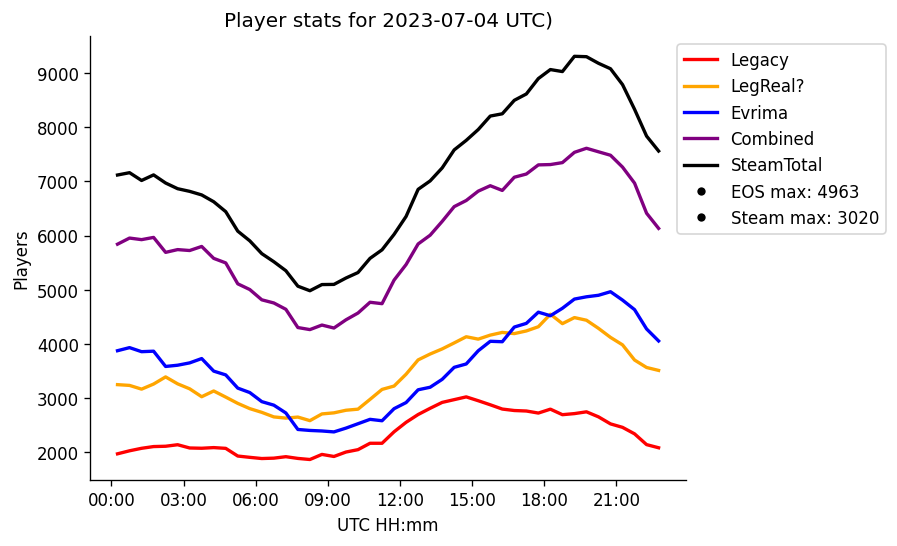 Player stats for 2023-07-04 UTC)
Legacy
LegReal?
Evrima
Combined
SteamTotal
EOS max: 4963
Steam max: 3020
9000
8000
7000
6000
5000
4000
3000
2000
Players
00:00 03:00 06:00 09:00 12:00 15:00 18:00 21:00
UTC HH:mm